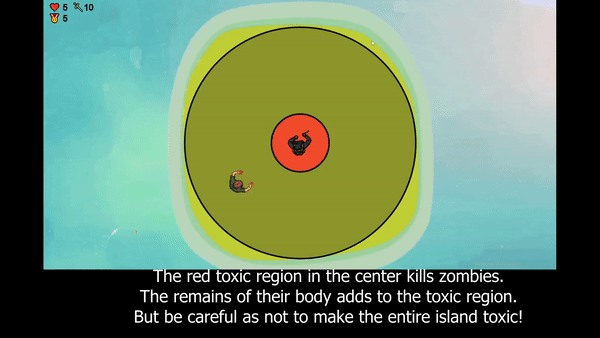 5 10
5
The red toxic region in the center kills zombies.
The remains of their body adds to the toxic region.
But be careful as not to make the entire island toxic!